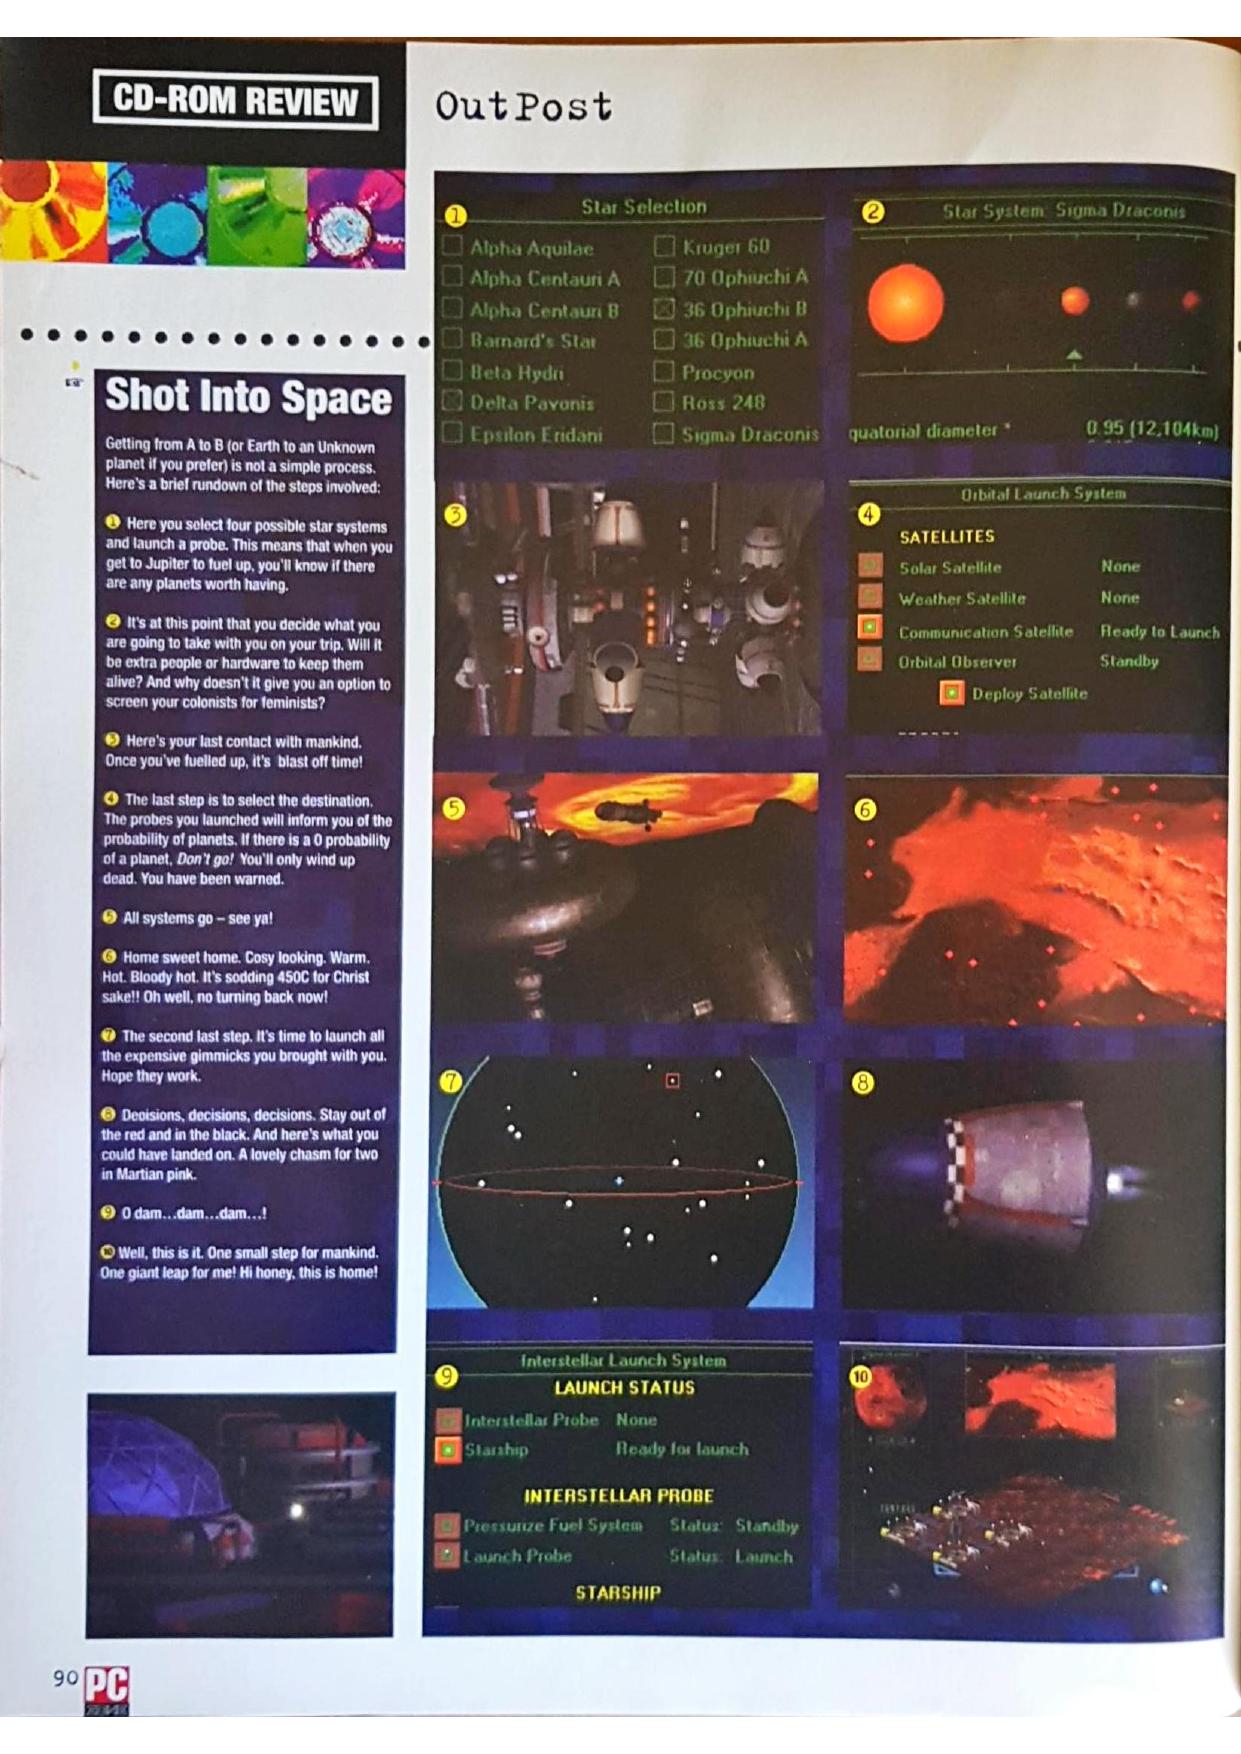 CD-ROM REVIEW
OutPost
Shot Into Space
Getting from A to B (or Earth to an Unknown
planet if you prefer) is not a simple process.
Here's a brief rundown of the steps involved:
1 Here you select four possible star systems
and launch a probe. This means that when you
get to Jupiter to fuel up, you'll know if there
are any planets worth having.
2 It's at this point that you decide what you
are going to take with you on your trip. Will it
be extra people or hardware to keep them
alive? And why doesn't it give you an option to
screen your colonists for feminists?
3 Here's your last contact with mankind.
Once you've fuelled up, it's blast off time!
4 The last step is to select the destination.
The probes you launched will inform you of the
probability of planets. If there is a 0 probability
of a planet, Don't go! You'll only wind up
dead. You have been warned.
5 All systems go – see ya!
6 Home sweet home. Cosy looking. Warm.
Hot. Bloody hot. It's sodding 450C for Christ
sake!! Oh well, no turning back now!
7 The second last step. It's time to launch all
the expensive gimmicks you brought with you.
Hope they work.
8 Decisions, decisions, decisions. Stay out of
the red and in the black. And here's what you
could have landed on. A lovely chasm for two
in Martian pink.
9 O dam...dam...dam...!
10 Well, this is it. One small step for mankind.
One giant leap for me! Hi honey, this is home!
1
Star Selection
Alpha Aquilae
Alpha Centauri A
Alpha Centauri B
Barnard's Star
Beta Hydri
Delta Pavonis
Epsilon Eridani
Kruger 60
70 Ophiuchi A
36 Ophiuchi B
36 Ophiuchi A
Procyon
Ross 248
Sigma Draconis
2
Star System: Sigma Draconis
quatorial diameter * 0.95 (12,104km)
3
4
Orbital Launch System
SATELLITES
Solar Satellite None
Weather Satellite None
Communication Satellite Ready to Launch
Orbital Observer Standby
Deploy Satellite
5
6
7
8
9
Interstellar Launch System
LAUNCH STATUS
Interstellar Probe None
Starship Ready for launch
INTERSTELLAR PROBE
Pressurize Fuel System Status: Standby
Launch Probe Status: Launch
STARSHIP
10
90 PC
ZONE